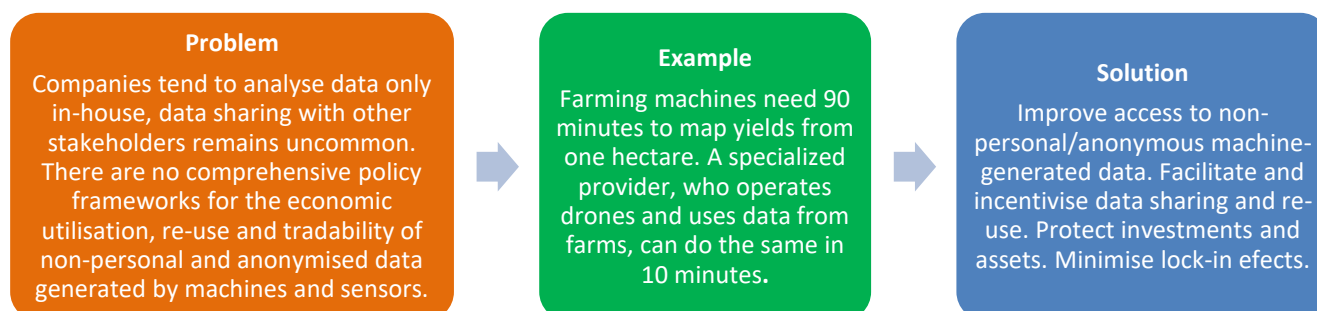 Problem
Companies tend to analyse data only
in-house, data sharing with other
stakeholders remains uncommon.
There are no comprehensive policy
frameworks for the economic
utilisation, re-use and tradability of
non-personal and anonymised data
generated by machines and sensors.
Example
Farming machines need 90
minutes to map yields from
one hectare. A specialized
provider, who operates
drones and uses data from
farms, can do the same in
10 minutes.
Solution
Improve access to non-
personal/anonymous machine-
generated data. Facilitate and
incentivise data sharing and re-
use. Protect investments and
assets. Minimise lock-in efects.